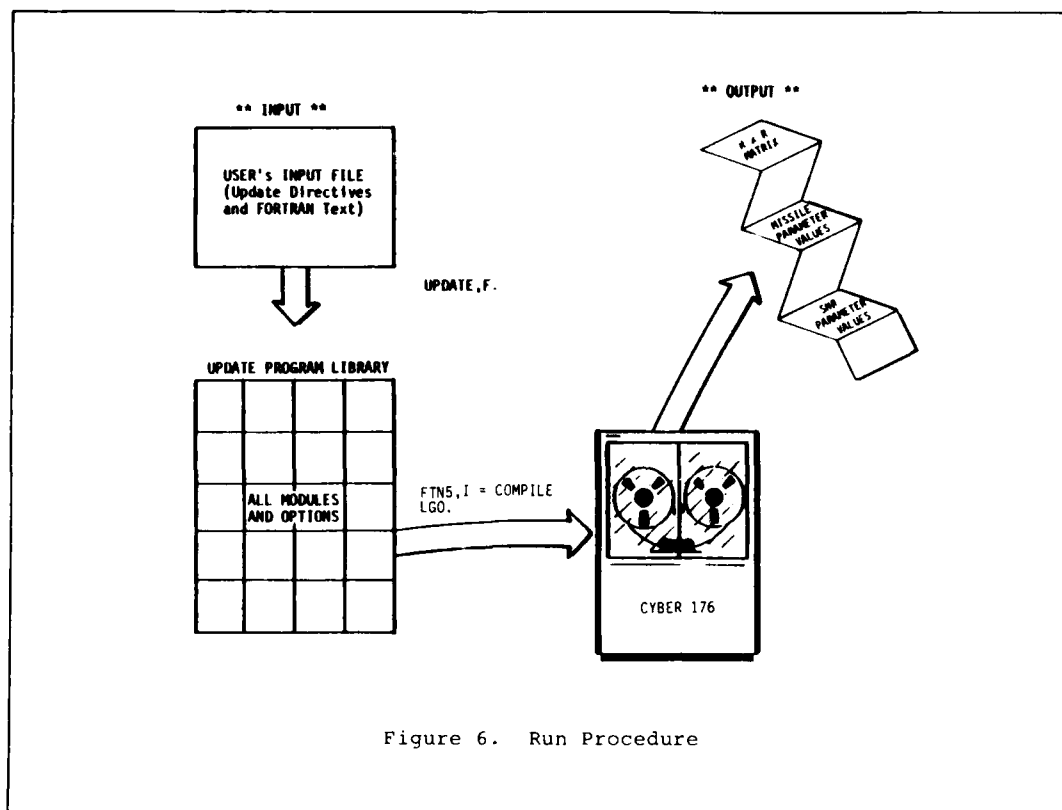 ** INPUT **
USER's INPUT FILE
(Update Directives
and FORTRAN Text)
UPDATE,F.
UPDATE PROGRAM LIBRARY
ALL MODULES
AND OPTIONS
FTN5,I = COMPILE
LGO.
CYBER 176
** OUTPUT **
MATRIX
MISSILE
PARAMETER
VALUES
PARAMETER
VALUES
Figure 6. Run Procedure